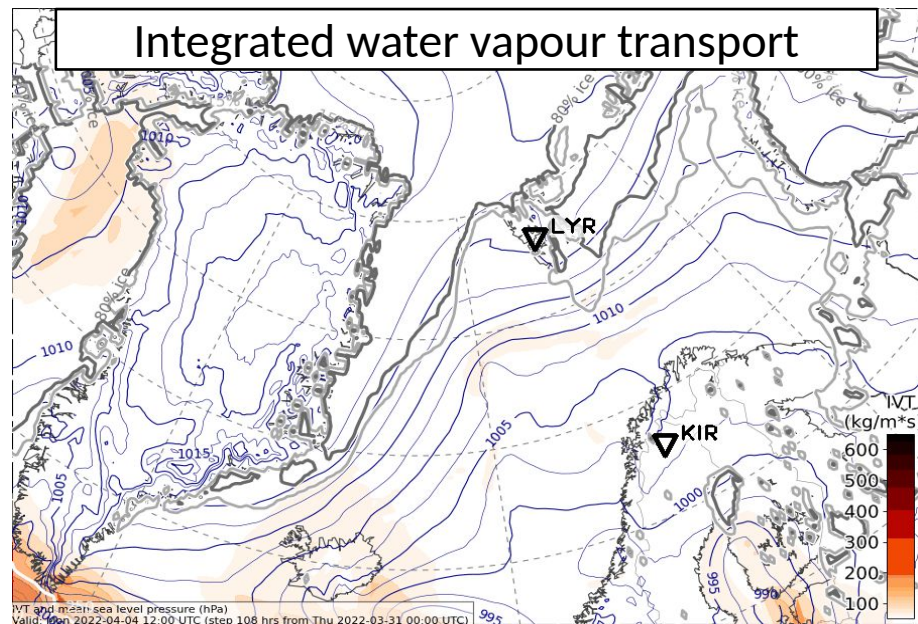 Integrated water vapour transport
80% ice
1010
1010
LYR
80% ice
1010
1010
1005
KIR
IVT
(kg/m*s
600
500
400
300
200
100
1015
1005
1000
995
990
995
IVT and mean sea level pressure (hPa)
Valid: Mon 2022-04-04 12:00 UTC (step 108 hrs from Thu 2022-03-31 00:00 UTC)